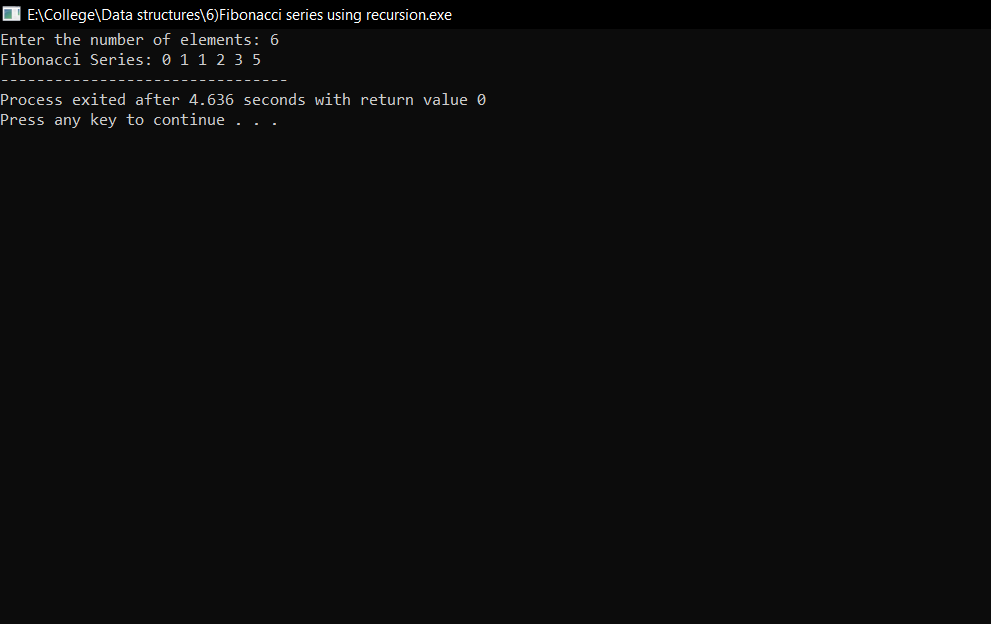 E:\College\Data structures\6)Fibonacci series using recursion.exe
Enter the number of elements: 6
Fibonacci Series: 0 1 1 2 3 5
--------------------------------
Process exited after 4.636 seconds with return value 0
Press any key to continue . . .